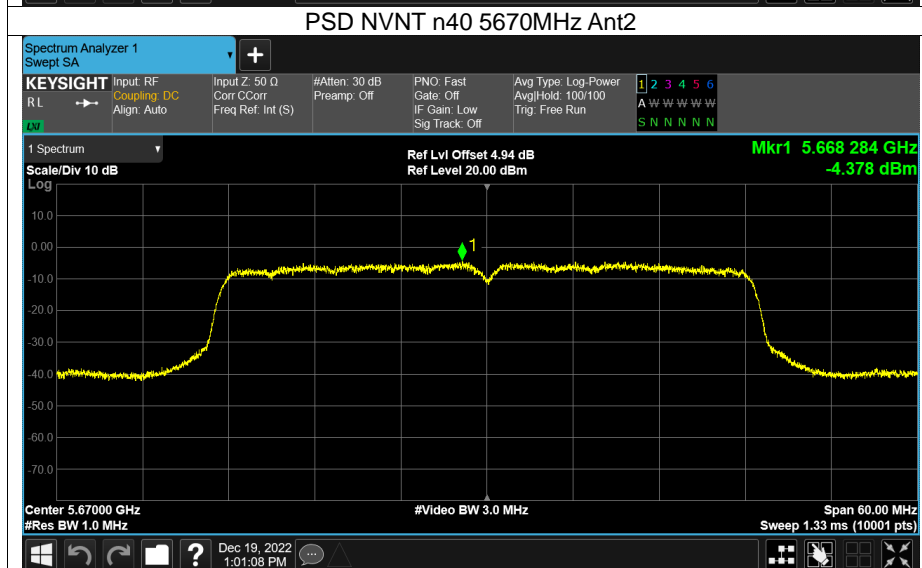 PSD NVNT n40 5670MHz Ant2
Spectrum Analyzer 1
Swept SA
+
KEYSIGHT
RL
LXI
Input: RF
Coupling: DC
Align: Auto
Input Z: 50 Ω
Corr CCorr
Freq Ref: Int (S)
#Atten: 30 dB
Preamp: Off
PNO: Fast
Gate: Off
IF Gain: Low
Sig Track: Off
Avg Type: Log-Power
Avg|Hold: 100/100
Trig: Free Run
1 2 3 4 5 6
A W W W W W
S N N N N N
1 Spectrum
Scale/Div 10 dB
Ref Lvl Offset 4.94 dB
Ref Level 20.00 dBm
Mkr1 5.668 284 GHz
-4.378 dBm
Log
10.0
0.00
-10.0
-20.0
-30.0
-40.0
-50.0
-60.0
-70.0
1
Center 5.67000 GHz
#Res BW 1.0 MHz
#Video BW 3.0 MHz
Span 60.00 MHz
Sweep 1.33 ms (10001 pts)
?
Dec 19, 2022
1:01:08 PM